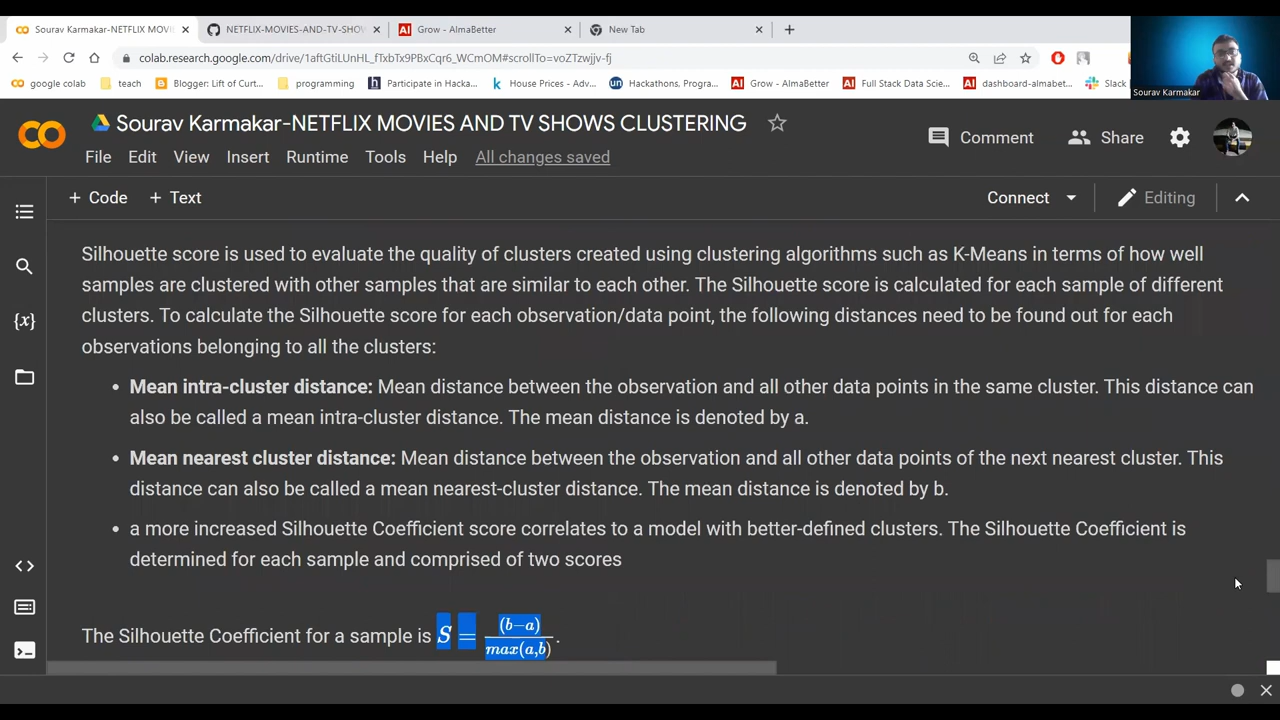 Sourav Karmakar-NETFLIX MOVI
NETFLIX-MOVIES-AND-TV-SHOW
Grow - AlmaBetter
New Tab
colab.research.google.com/drive/1aftGtiLUnHL_fTxbTx9PBxCqr6_WCmOM#scrollTo=voZTzwjjv-fj
google colab
teach
Blogger: Lift of Curt...
programming
Participate in Hacka...
House Prices - Adv...
Hackathons, Progra...
Grow - AlmaBetter
Full Stack Data Scie...
dashboard-almabet...
Slack
Sourav Karmakar
Sourav Karmakar-NETFLIX MOVIES AND TV SHOWS CLUSTERING
Comment
Share
File Edit View Insert Runtime Tools Help All changes saved
+ Code + Text
Connect
Editing
Silhouette score is used to evaluate the quality of clusters created using clustering algorithms such as K-Means in terms of how well
samples are clustered with other samples that are similar to each other. The Silhouette score is calculated for each sample of different
clusters. To calculate the Silhouette score for each observation/data point, the following distances need to be found out for each
observations belonging to all the clusters:
• Mean intra-cluster distance: Mean distance between the observation and all other data points in the same cluster. This distance can
also be called a mean intra-cluster distance. The mean distance is denoted by a.
• Mean nearest cluster distance: Mean distance between the observation and all other data points of the next nearest cluster. This
distance can also be called a mean nearest-cluster distance. The mean distance is denoted by b.
• a more increased Silhouette Coefficient score correlates to a model with better-defined clusters. The Silhouette Coefficient is
determined for each sample and comprised of two scores
The Silhouette Coefficient for a sample is S = (b−a) / max(a,b).